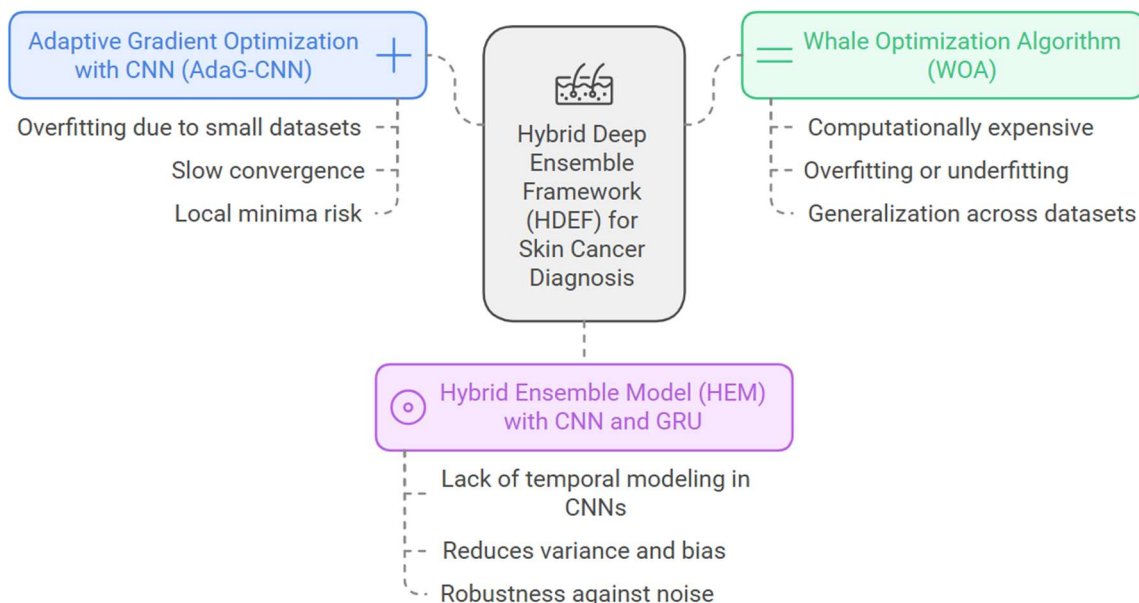 Adaptive Gradient Optimization
with CNN (AdaG-CNN)
Overfitting due to small datasets
Slow convergence
Local minima risk
Hybrid Deep
Ensemble
Framework
(HDEF) for
Skin Cancer
Diagnosis
Whale Optimization Algorithm
(WOA)
Computationally expensive
Overfitting or underfitting
Generalization across datasets
Hybrid Ensemble Model (HEM)
with CNN and GRU
Lack of temporal modeling in
CNNs
Reduces variance and bias
Robustness against noise